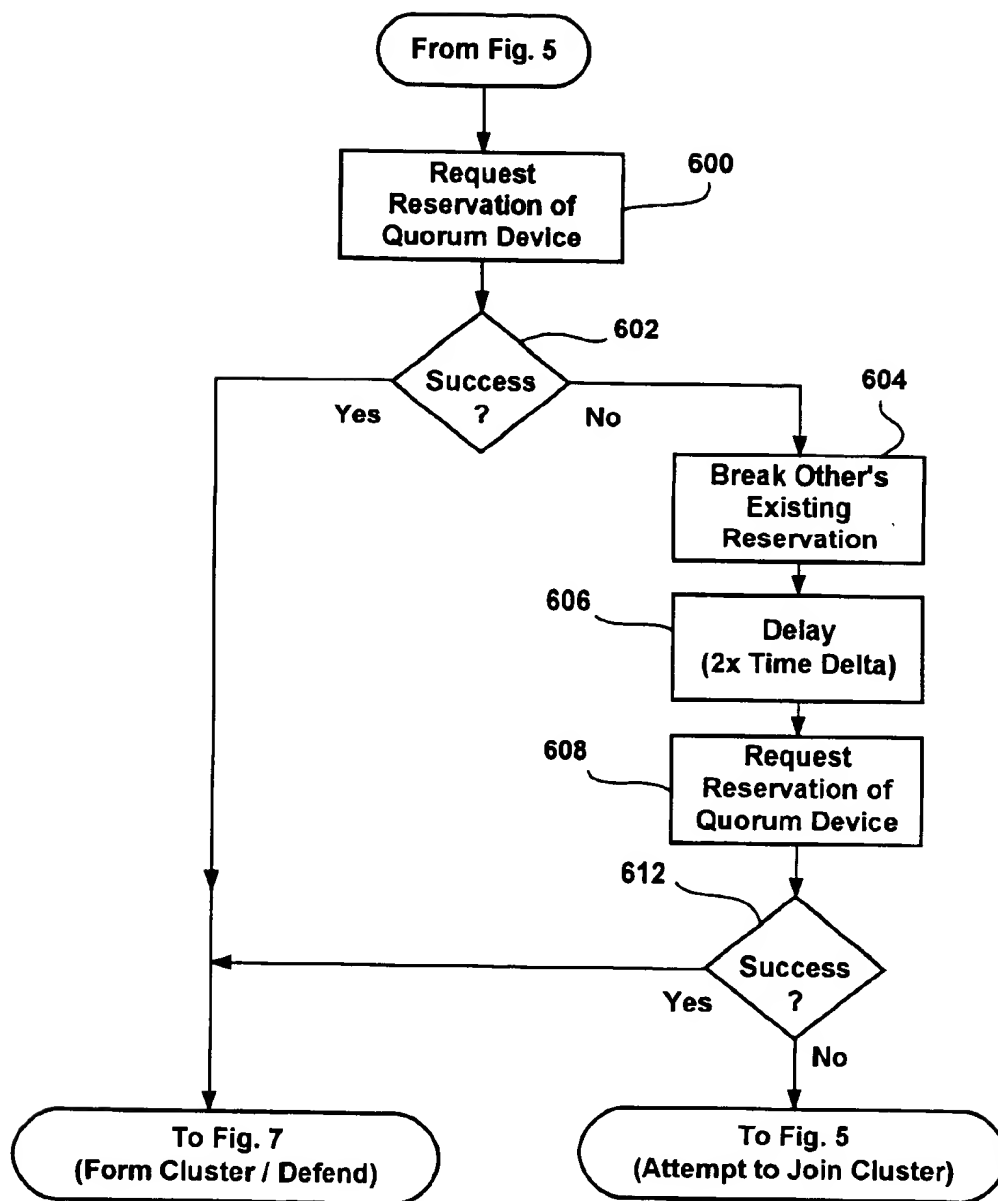 From Fig. 5
Request
Reservation of
Quorum Device
600
602
Success
?
Yes
No
604
Break Other's
Existing
Reservation
606
Delay
(2x Time Delta)
608
Request
Reservation of
Quorum Device
612
Success
?
Yes
No
To Fig. 7
(Form Cluster / Defend)
To Fig. 5
(Attempt to Join Cluster)